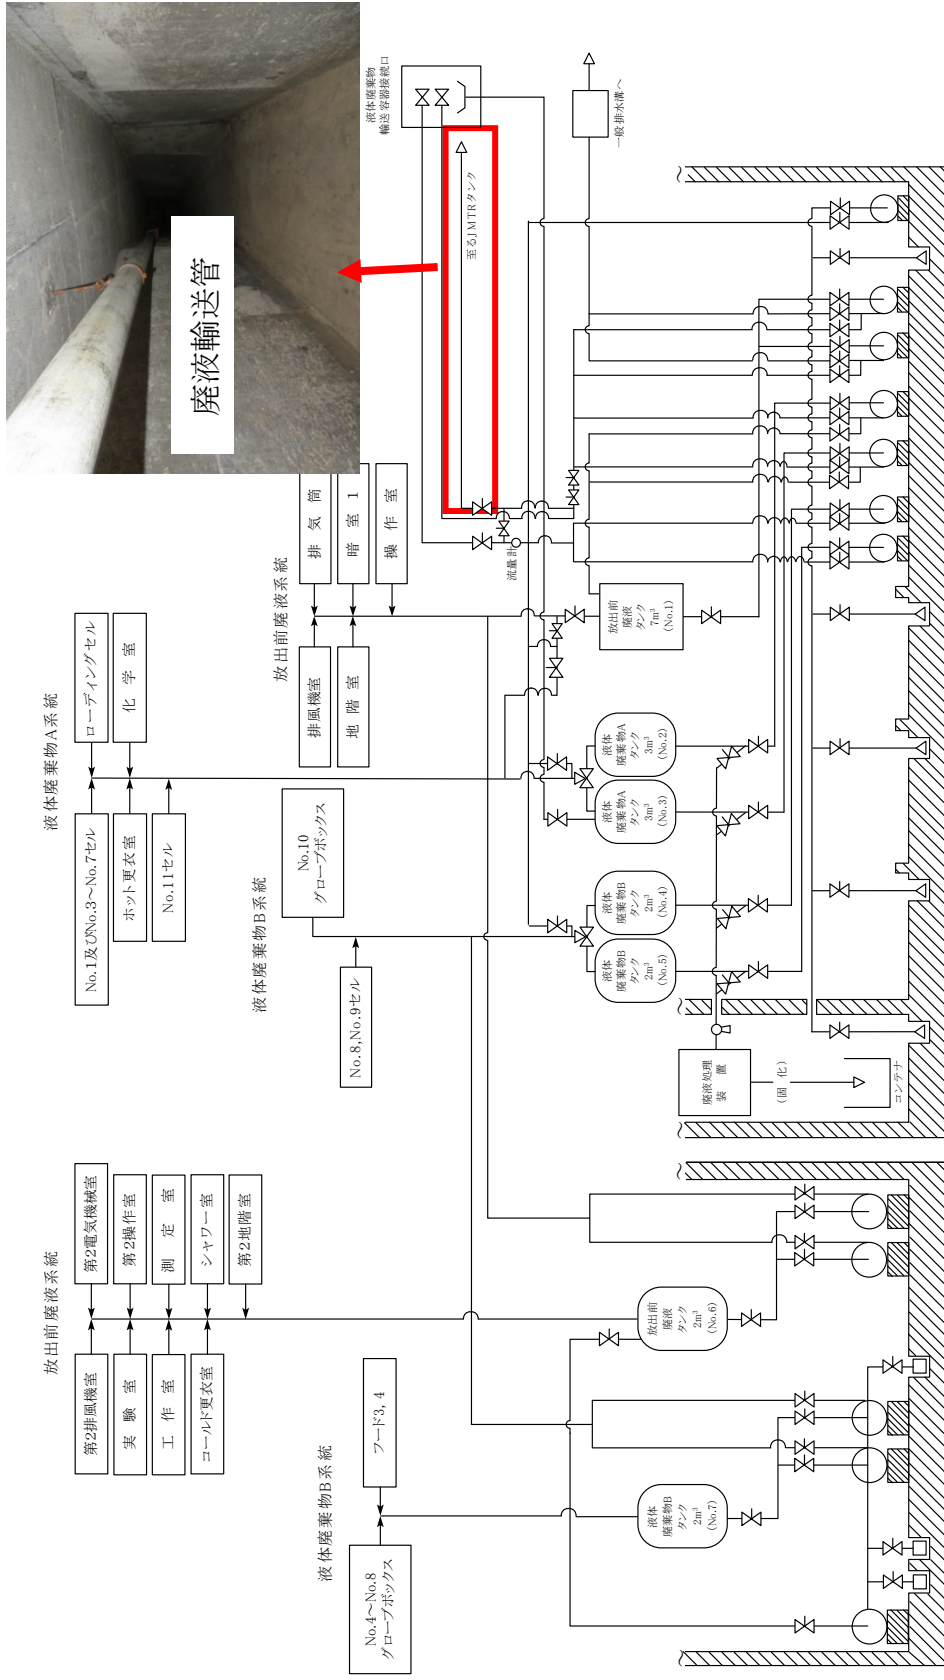 廃液輸送管
液体廃棄物
輸送容器接続口
至るJMTRタンク
一般排水溝へ
流量計
放出前廃液系統
排気筒
暗室1
操作室
排風機室
地階室
放出前
廃液
タンク
7m³
(No.1)
液体廃棄物A系統
ローディングセル
化学室
No.1及びNo.3～No.7セル
ホット更衣室
No.11セル
液体
廃棄物A
タンク
3m³
(No.2)
液体
廃棄物A
タンク
3m³
(No.3)
液体廃棄物B系統
No.10
グローブボックス
No.8,No.9セル
液体
廃棄物B
タンク
2m³
(No.4)
液体
廃棄物B
タンク
2m³
(No.5)
廃液処理
装置
(固化)
コンテナ
放出前廃液系統
第2電気機械室
第2操作室
測定室
シャワー室
第2地階室
第2排風機室
実験室
工作室
コールド更衣室
放出前
廃液
タンク
2m³
(No.6)
液体廃棄物B系統
フード3, 4
No.4～No.8
グローブボックス
液体
廃棄物B
タンク
2m³
(No.7)